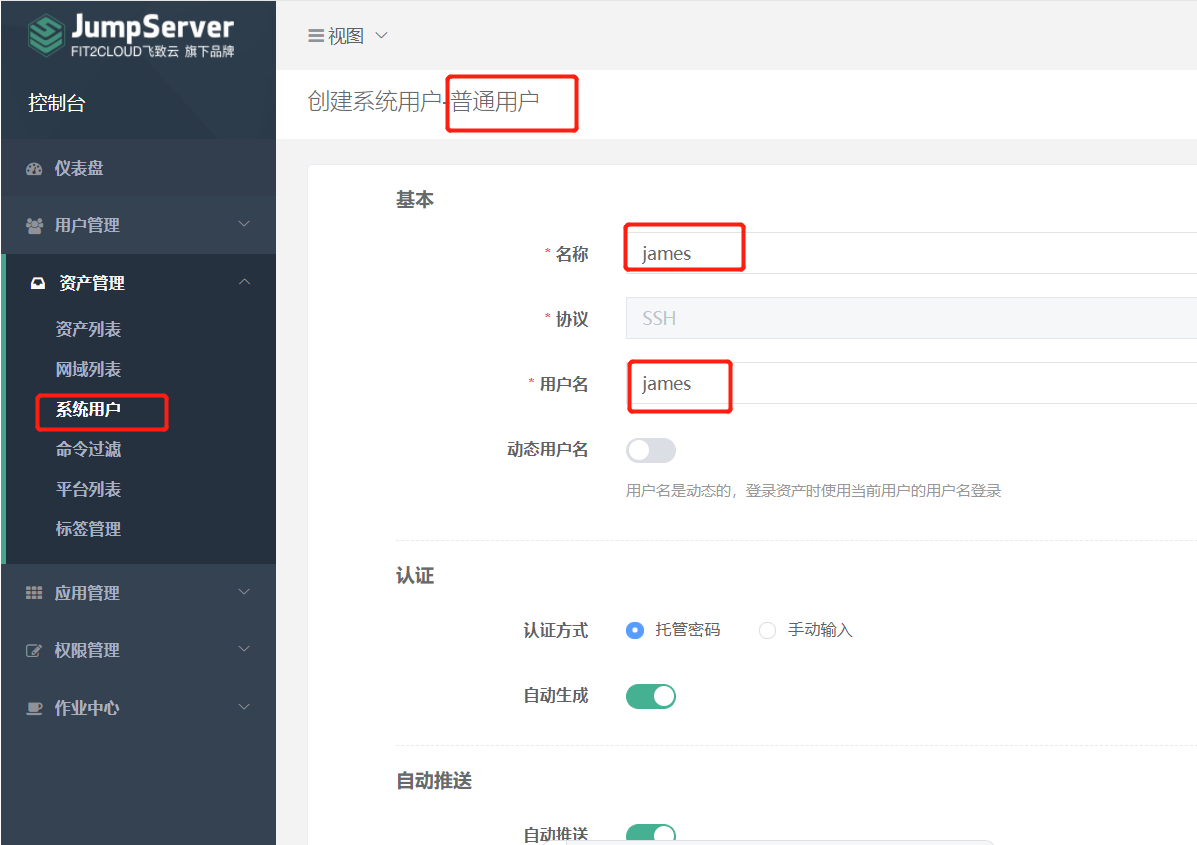 JumpServer
FIT2CLOUD飞致云 旗下品牌
控制台
仪表盘
用户管理
资产管理
资产列表
网域列表
系统用户
命令过滤
平台列表
标签管理
应用管理
权限管理
作业中心
视图
创建系统用户-普通用户
基本
* 名称 james
* 协议 SSH
* 用户名 james
动态用户名
用户名是动态的，登录资产时使用当前用户的用户名登录
认证
认证方式 托管密码 手动输入
自动生成
自动推送
自动推送